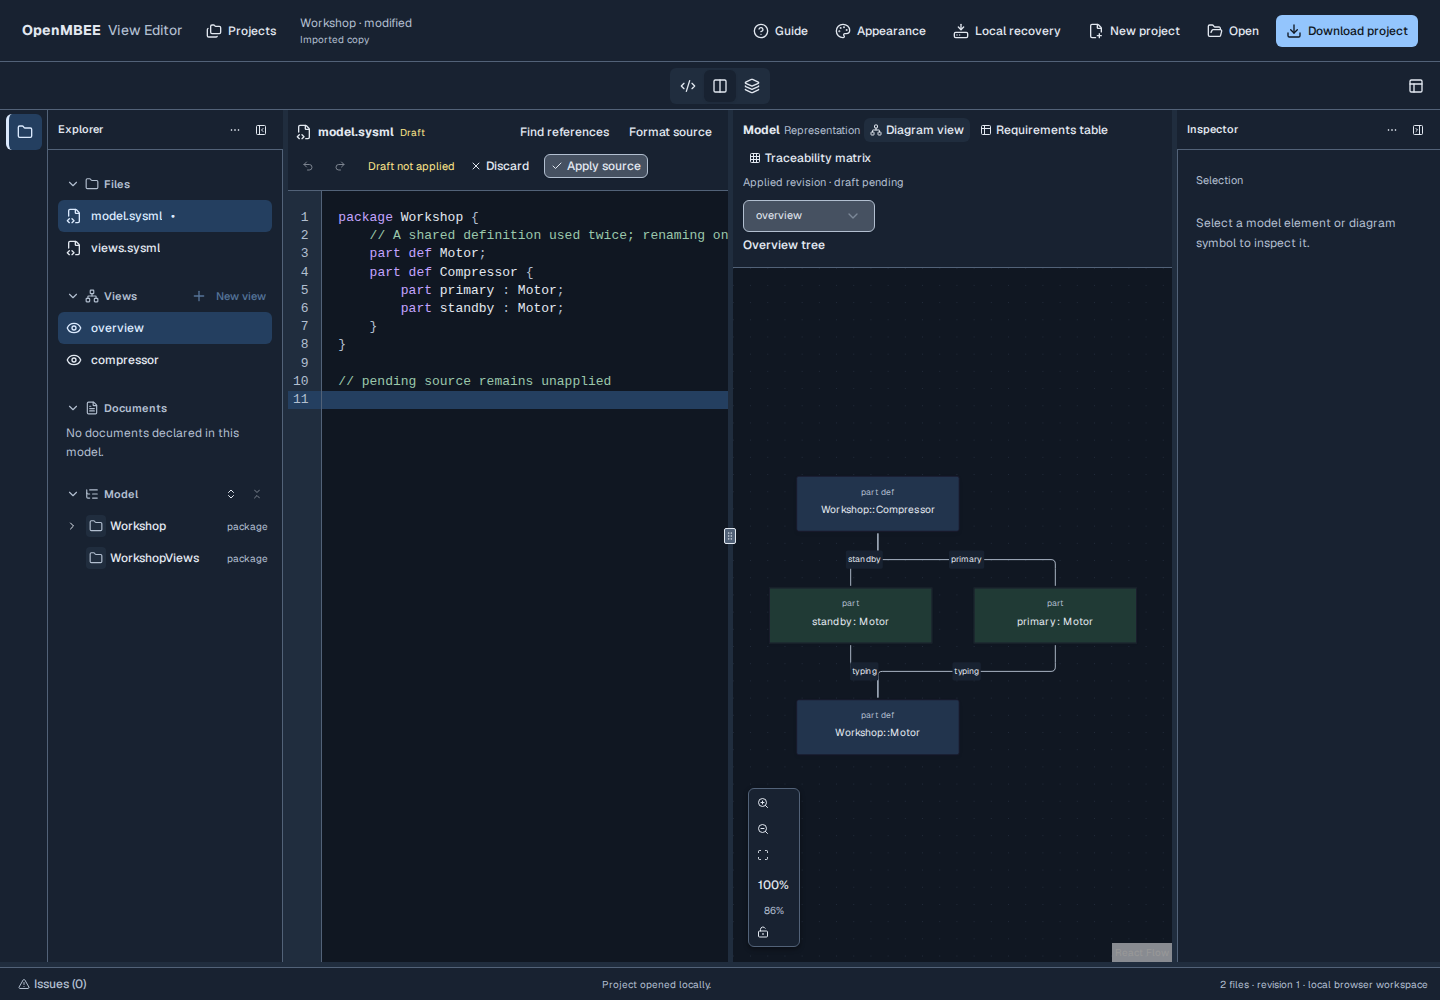 OpenMBEE View Editor
Projects
Workshop · modified
Imported copy
Guide
Appearance
Local recovery
New project
Open
Download project
Explorer
Files
model.sysml •
views.sysml
Views
New view
overview
compressor
Documents
No documents declared in this
model.
Model
Workshop package
WorkshopViews package
model.sysml Draft
Find references
Format source
Draft not applied
Discard
Apply source
1 package Workshop {
2 // A shared definition used twice; renaming on
3 part def Motor;
4 part def Compressor {
5 part primary : Motor;
6 part standby : Motor;
7 }
8 }
9
10 // pending source remains unapplied
11
Model Representation Diagram view Requirements table
Traceability matrix
Applied revision · draft pending
overview
Overview tree
part def
Workshop::Compressor
standby
primary
part
standby : Motor
part
primary : Motor
typing
typing
part def
Workshop::Motor
100%
86%
React Flow
Inspector
Selection
Select a model element or diagram
symbol to inspect it.
Issues (0)
Project opened locally.
2 files · revision 1 · local browser workspace